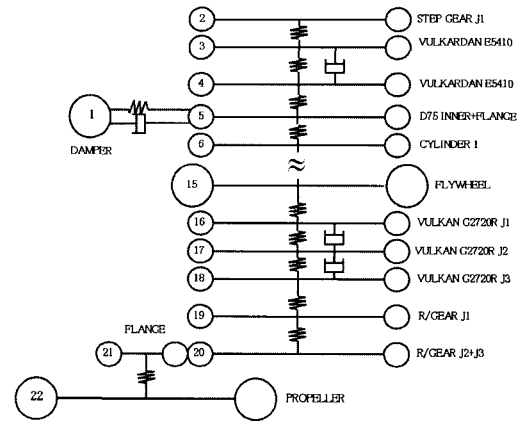 2 STEP GEAR J1
3 VULKARDAN E5410
4 VULKARDAN E5410
1 5 D75 INNER+FLANGE
DAMPER
6 CYLINDER 1
15 FLYWHEEL
16 VULKAN G2720R J1
17 VULKAN G2720R J2
18 VULKAN G2720R J3
19 R/GEAR J1
FLANGE
21 20 R/GEAR J2+J3
22 PROPELLER